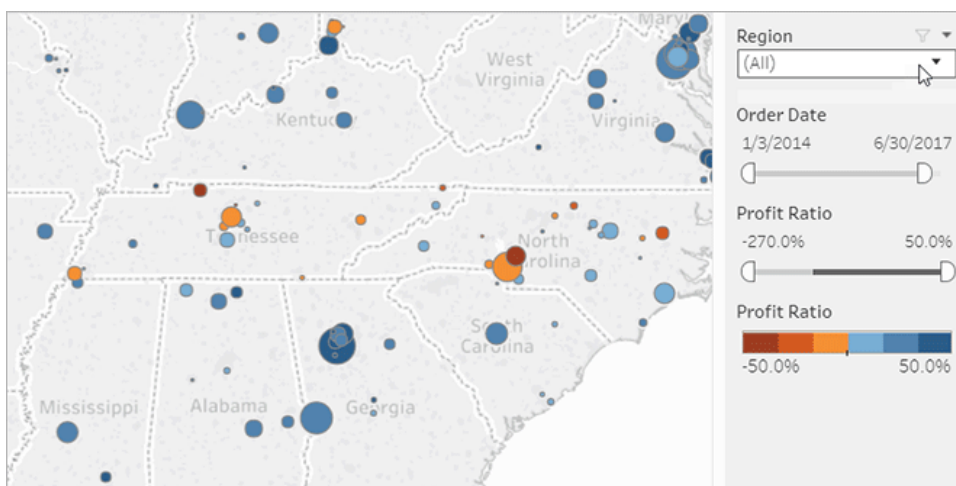 Maryl
West
Virginia
Kentucky
Virginia
Tennessee
North
Carolina
South
Carolina
Mississippi
Alabama
Georgia
Region
(All)
Order Date
1/3/2014 6/30/2017
Profit Ratio
-270.0% 50.0%
Profit Ratio
-50.0% 50.0%